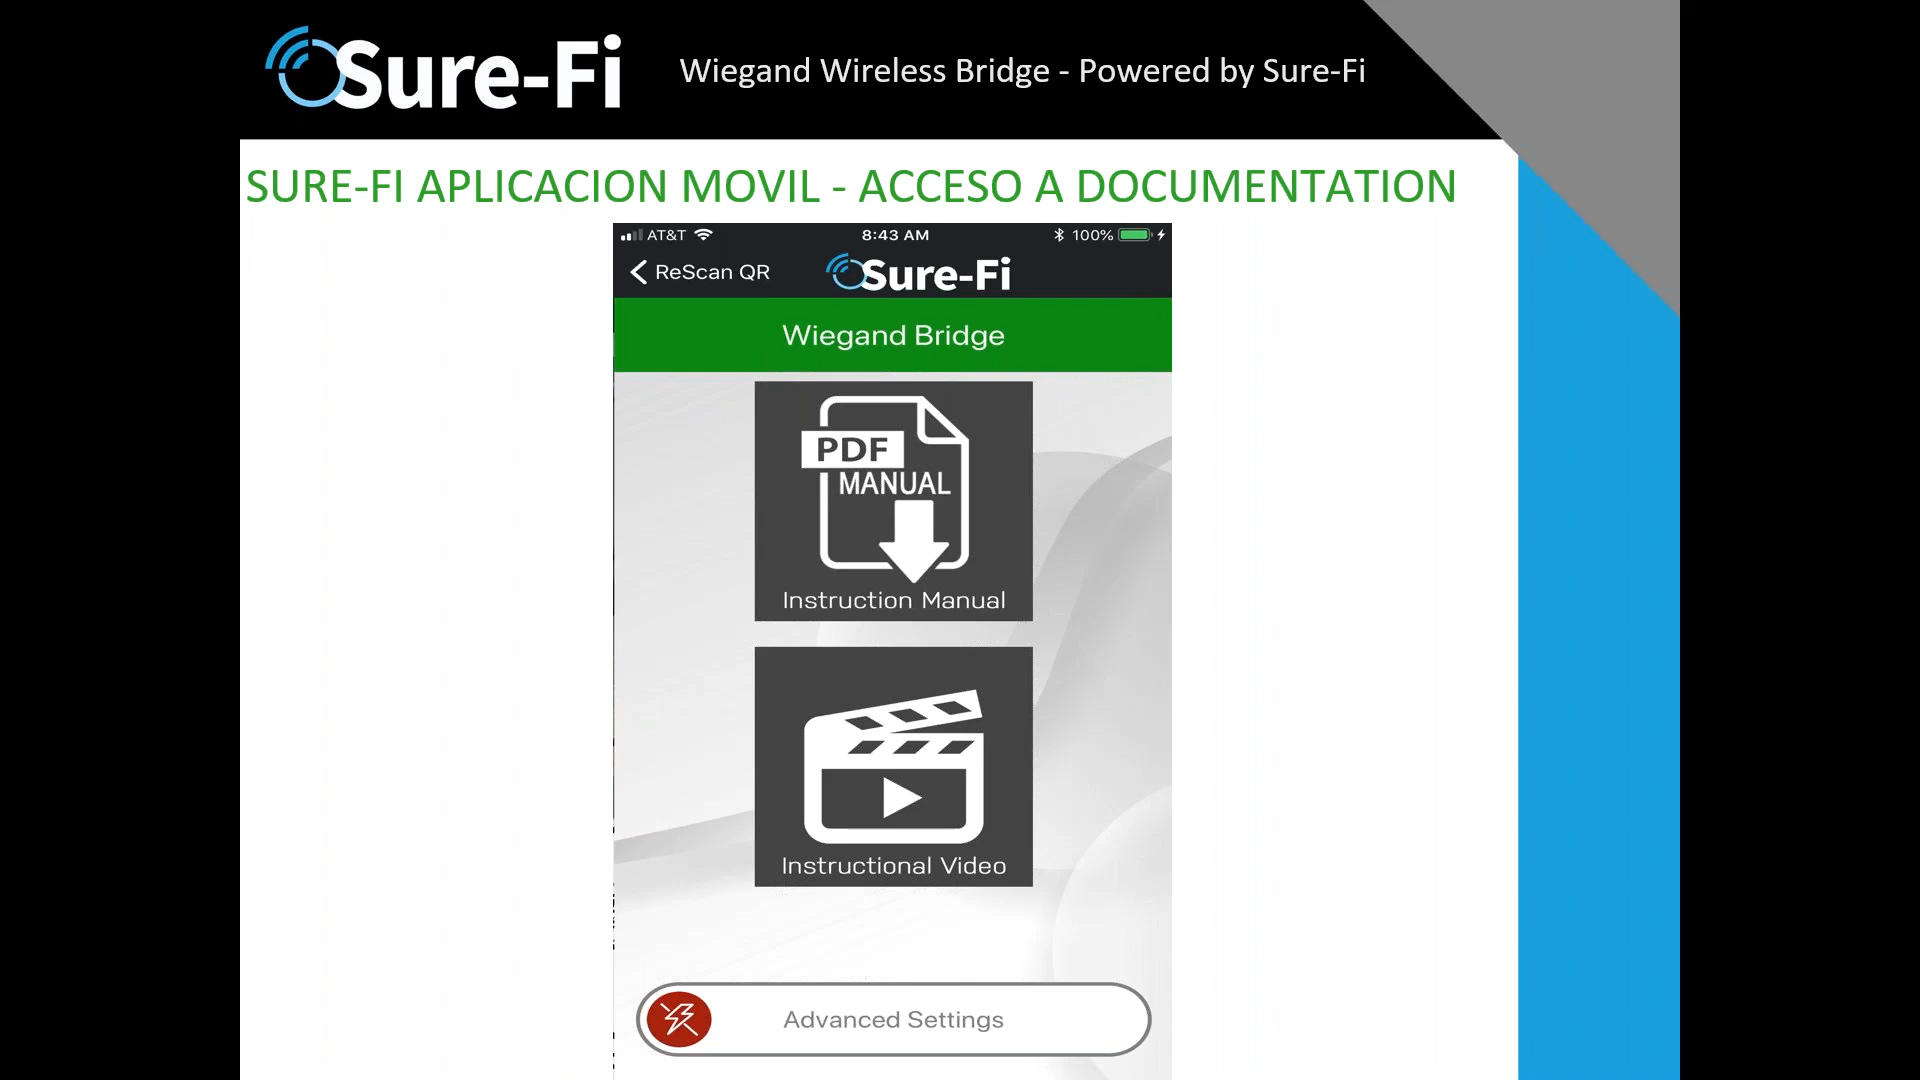 Sure-Fi
Wiegand Wireless Bridge - Powered by Sure-Fi
SURE-FI APLICACION MOVIL - ACCESO A DOCUMENTATION
AT&T 8:43 AM 100%
ReScan QR Sure-Fi
Wiegand Bridge
PDF
MANUAL
Instruction Manual
Instructional Video
Advanced Settings